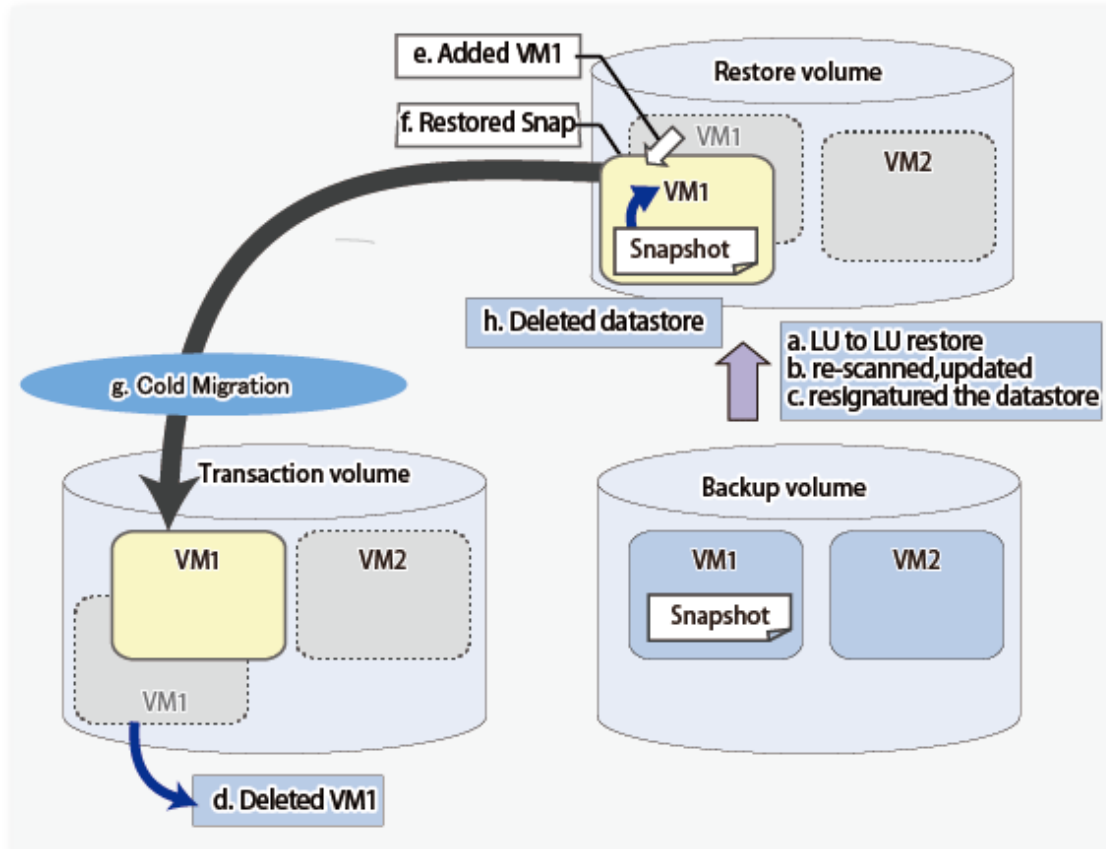 e. Added VM1
Restore volume
f. Restored Snap
VM1
VM2
VM1
Snapshot
h. Deleted datastore
a. LU to LU restore
b. re-scanned,updated
c. resignatured the datastore
g. Cold Migration
Transaction volume
Backup volume
VM1
VM2
VM1
VM2
Snapshot
VM1
d. Deleted VM1